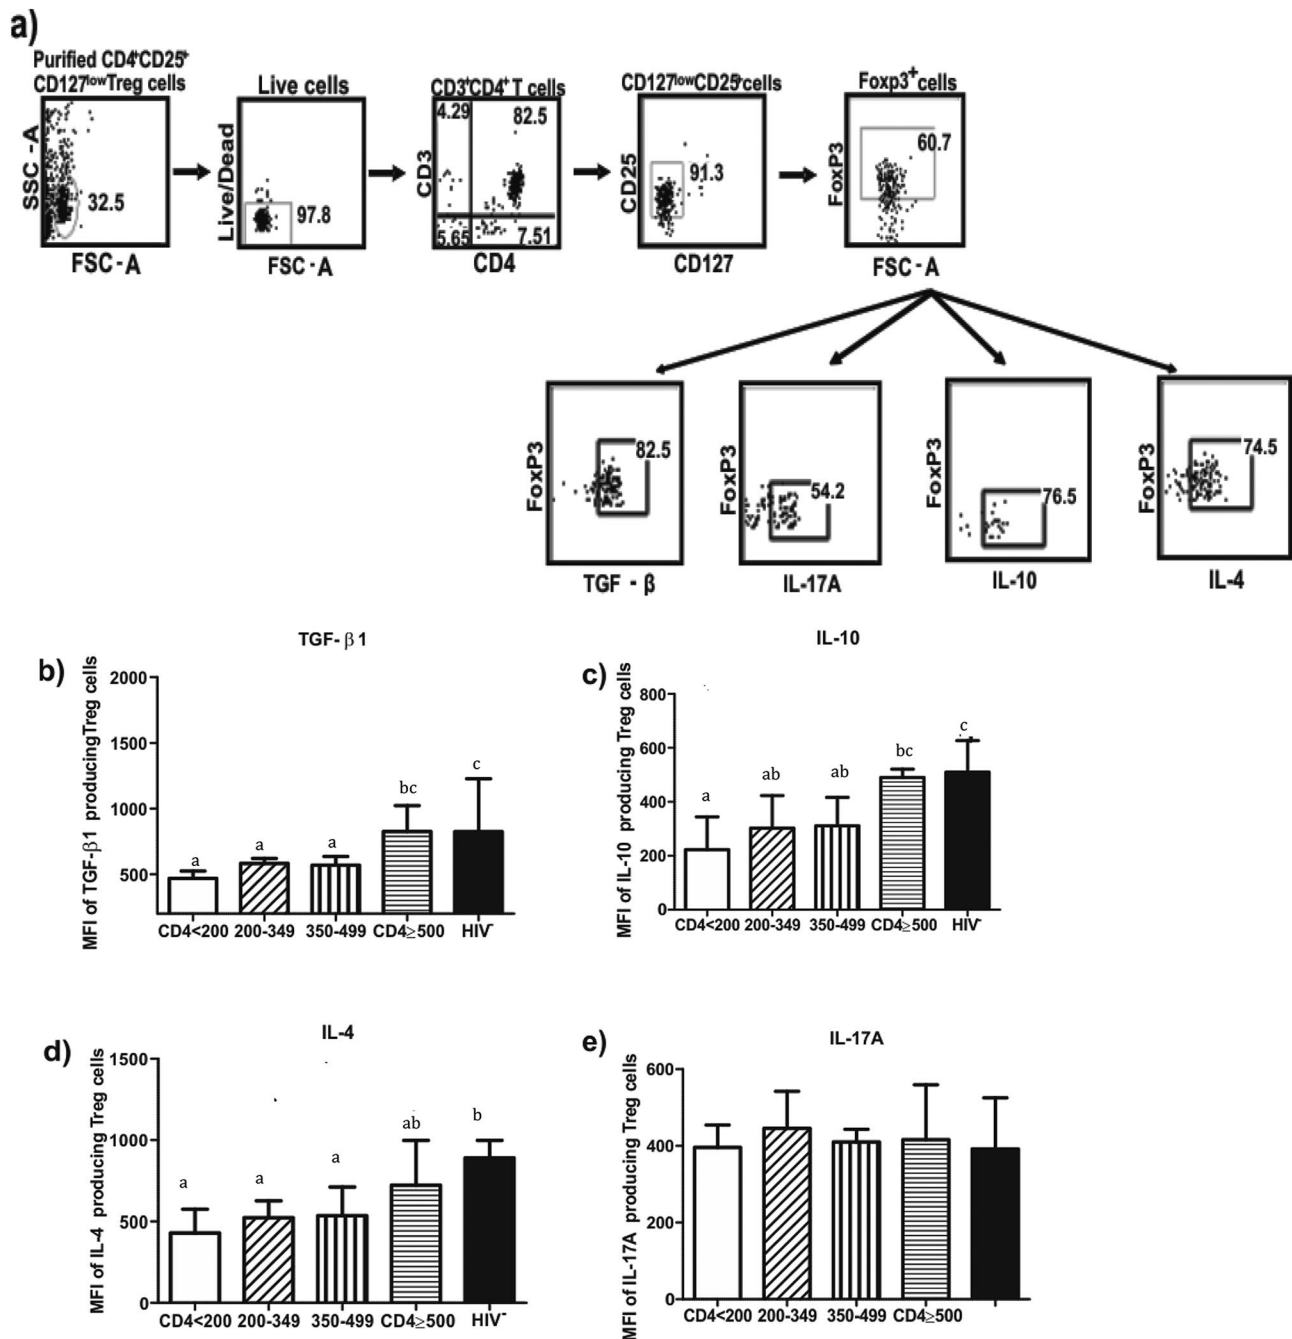 a)
Purified CD4+CD25+
CD127lowTreg cells
Live cells
CD3+CD4+ T cells
CD127lowCD25+cells
Foxp3+cells
SSC -A
32.5
FSC -A
Live/Dead
97.8
FSC -A
CD3
4.29
82.5
5.65
7.51
CD4
CD25
91.3
CD127
FoxP3
60.7
FSC -A
FoxP3
82.5
TGF - β
FoxP3
54.2
IL-17A
FoxP3
76.5
IL-10
FoxP3
74.5
IL-4
b)
TGF- β 1
MFI of TGF-β1 producingTreg cells
2000
1500
1000
500
a
a
a
bc
c
CD4<200
200-349
350-499
CD4≥500
HIV-
c)
IL-10
MFI of IL-10 producing Treg cells
800
600
400
200
0
a
ab
ab
bc
c
CD4<200
200-349
350-499
CD4≥500
HIV-
d)
IL-4
MFI of IL-4 producing Treg cells
1500
1000
500
0
a
a
a
ab
b
CD4<200
200-349
350-499
CD4≥500
HIV-
e)
IL-17A
MFI of IL-17A producing Treg cells
600
400
200
0
CD4<200
200-349
350-499
CD4≥500